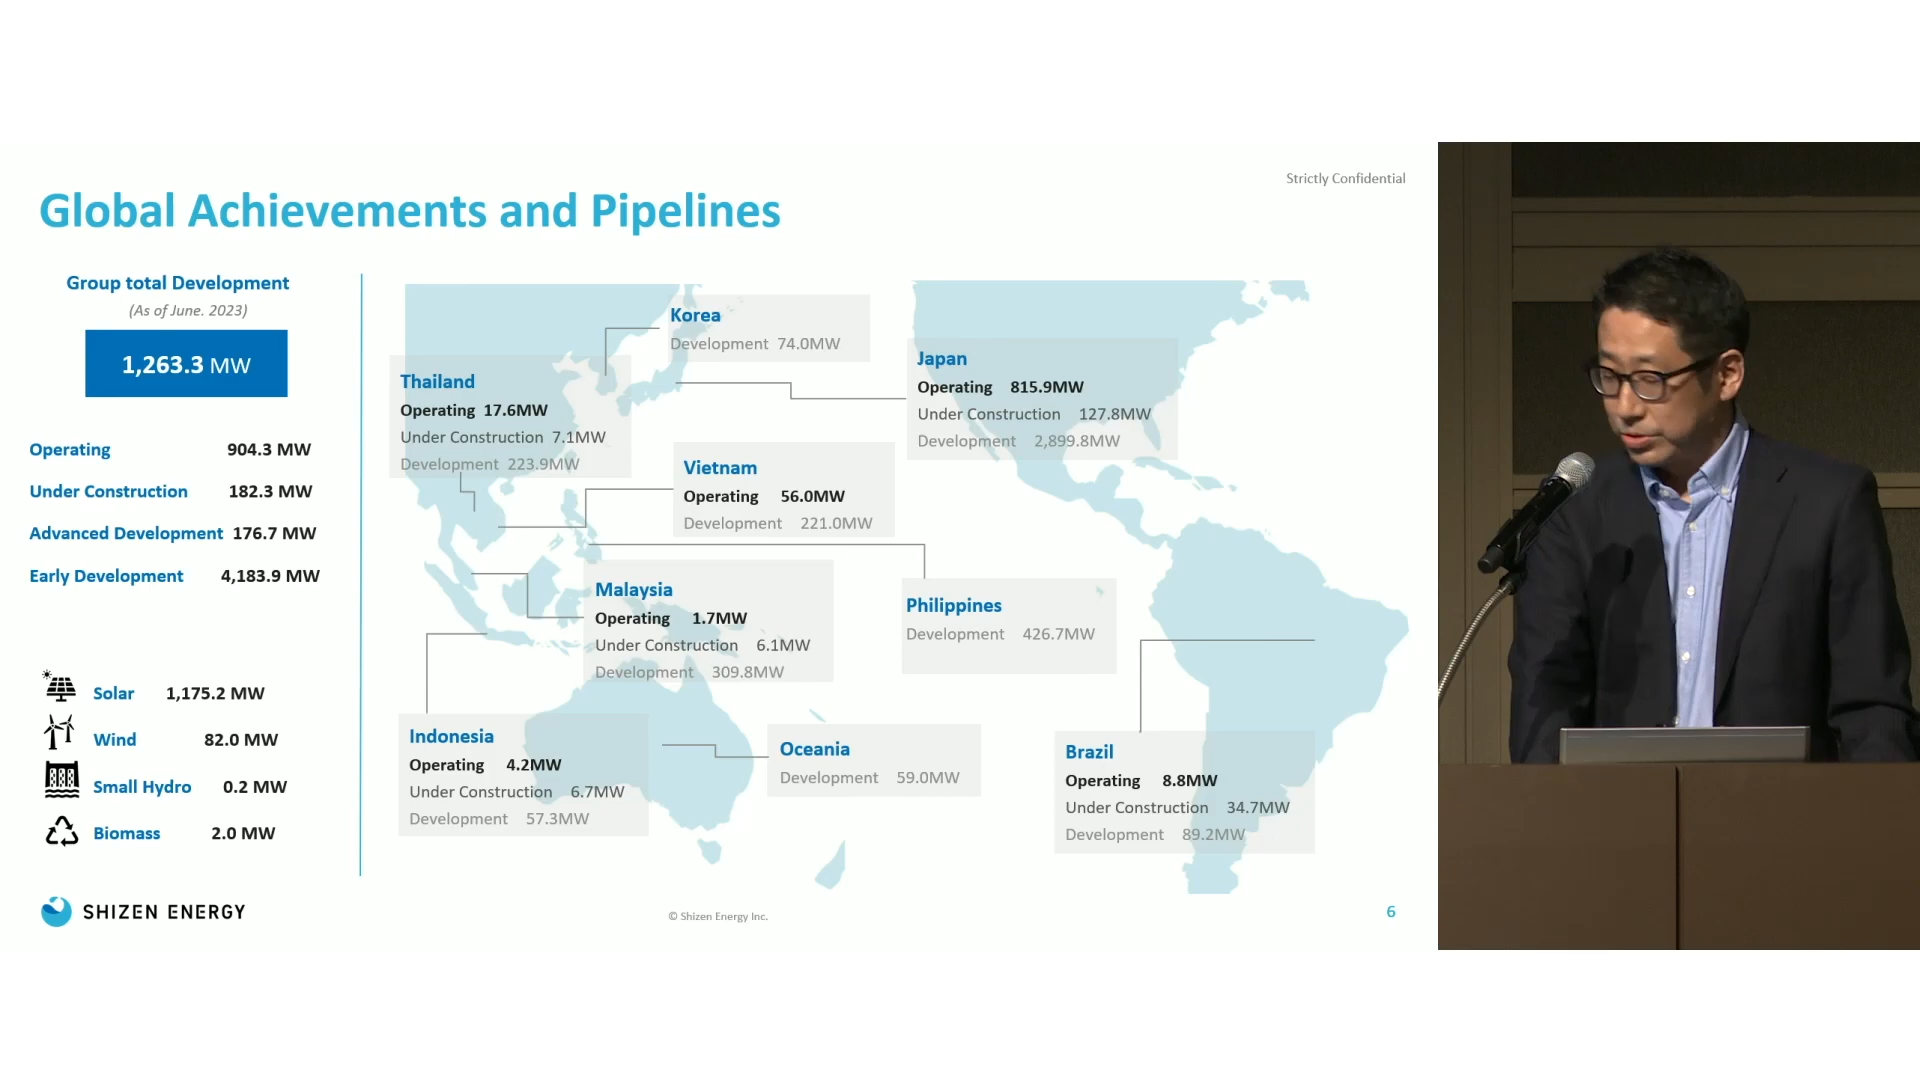 Strictly Confidential
Global Achievements and Pipelines
Group total Development
(As of June. 2023)
1,263.3 MW
Operating 904.3 MW
Under Construction 182.3 MW
Advanced Development 176.7 MW
Early Development 4,183.9 MW
Solar 1,175.2 MW
Wind 82.0 MW
Small Hydro 0.2 MW
Biomass 2.0 MW
Korea
Development 74.0MW
Japan
Operating 815.9MW
Under Construction 127.8MW
Development 2,899.8MW
Thailand
Operating 17.6MW
Under Construction 7.1MW
Development 223.9MW
Vietnam
Operating 56.0MW
Development 221.0MW
Malaysia
Operating 1.7MW
Under Construction 6.1MW
Development 309.8MW
Philippines
Development 426.7MW
Indonesia
Operating 4.2MW
Under Construction 6.7MW
Development 57.3MW
Oceania
Development 59.0MW
Brazil
Operating 8.8MW
Under Construction 34.7MW
Development 89.2MW
SHIZEN ENERGY
© Shizen Energy Inc.
6